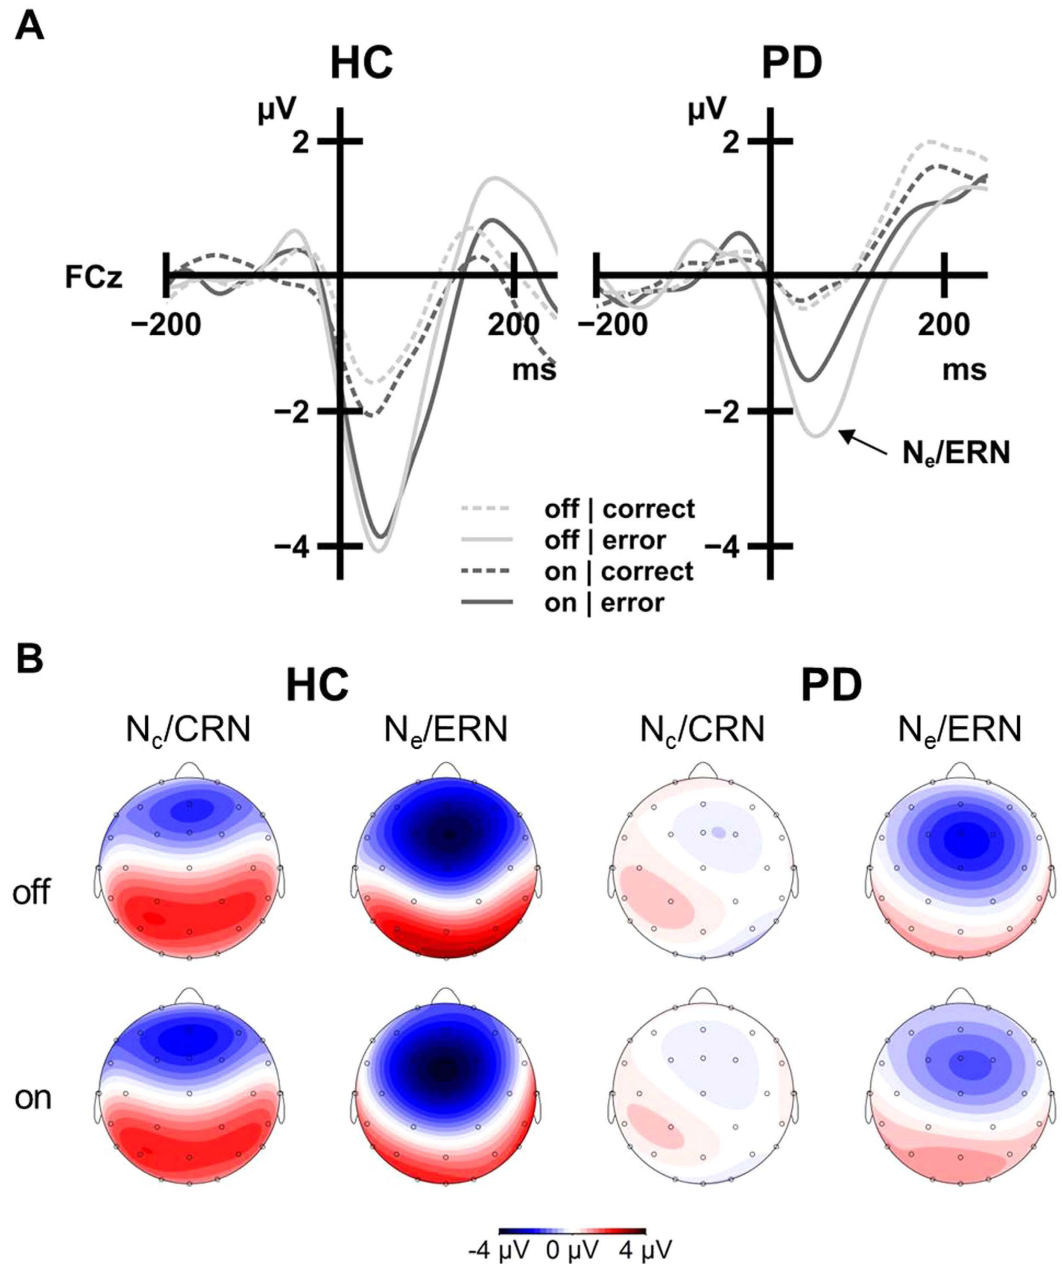 A
HC
PD
µV
µV
2
2
FCz
−200
200
−200
200
ms
ms
−2
−2
Nₑ/ERN
off | correct
−4
off | error
−4
on | correct
on | error
B
HC
PD
N꜀/CRN
Nₑ/ERN
N꜀/CRN
Nₑ/ERN
off
on
-4 µV 0 µV 4 µV